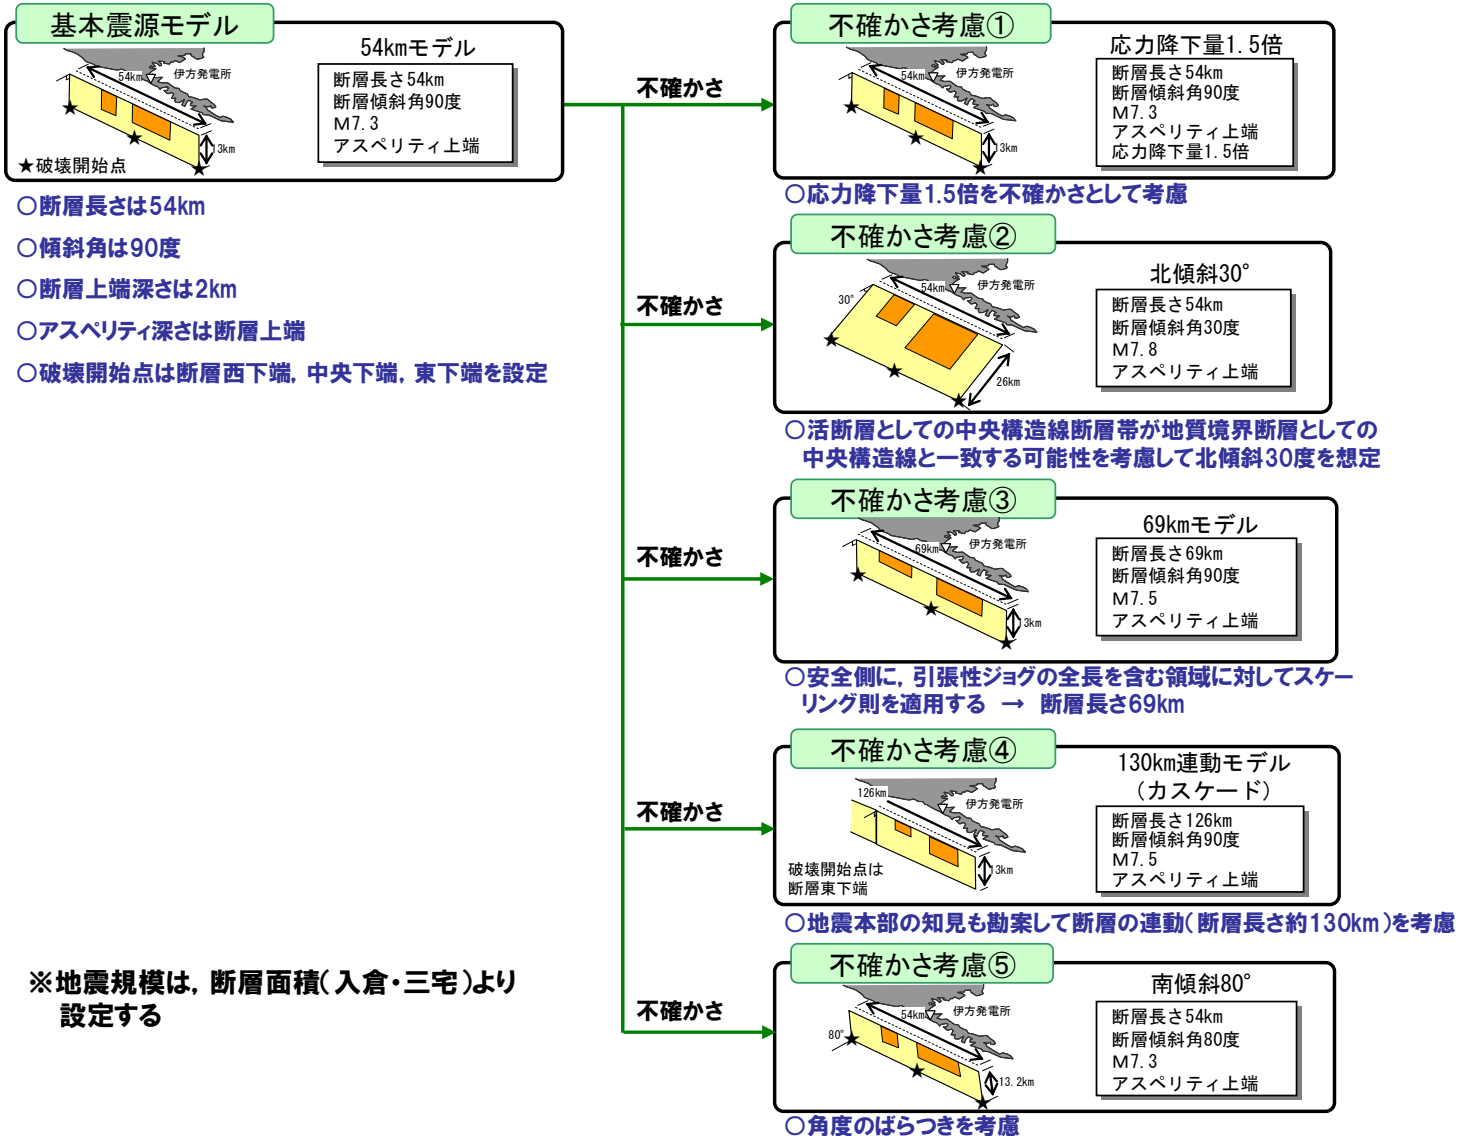 基本震源モデル
54kmモデル
54km
伊方発電所
断層長さ54km
断層傾斜角90度
M7.3
アスペリティ上端
13km
★破壊開始点
○断層長さは54km
○傾斜角は90度
○断層上端深さは2km
○アスペリティ深さは断層上端
○破壊開始点は断層西下端, 中央下端, 東下端を設定
※地震規模は, 断層面積(入倉・三宅)より
設定する
不確かさ
不確かさ考慮①
応力降下量1.5倍
54km
伊方発電所
断層長さ54km
断層傾斜角90度
M7.3
アスペリティ上端
応力降下量1.5倍
13km
○応力降下量1.5倍を不確かさとして考慮
不確かさ
不確かさ考慮②
北傾斜30°
54km
伊方発電所
30°
断層長さ54km
断層傾斜角30度
M7.8
アスペリティ上端
26km
○活断層としての中央構造線断層帯が地質境界断層としての
中央構造線と一致する可能性を考慮して北傾斜30度を想定
不確かさ
不確かさ考慮③
69kmモデル
69km
伊方発電所
断層長さ69km
断層傾斜角90度
M7.5
アスペリティ上端
13km
○安全側に, 引張性ジョグの全長を含む領域に対してスケー
リング則を適用する → 断層長さ69km
不確かさ
不確かさ考慮④
130km連動モデル
(カスケード)
126km
伊方発電所
断層長さ126km
断層傾斜角90度
M7.5
アスペリティ上端
13km
破壊開始点は
断層東下端
○地震本部の知見も勘案して断層の連動(断層長さ約130km)を考慮
不確かさ
不確かさ考慮⑤
南傾斜80°
54km
伊方発電所
80°
断層長さ54km
断層傾斜角80度
M7.3
アスペリティ上端
13.2km
○角度のばらつきを考慮